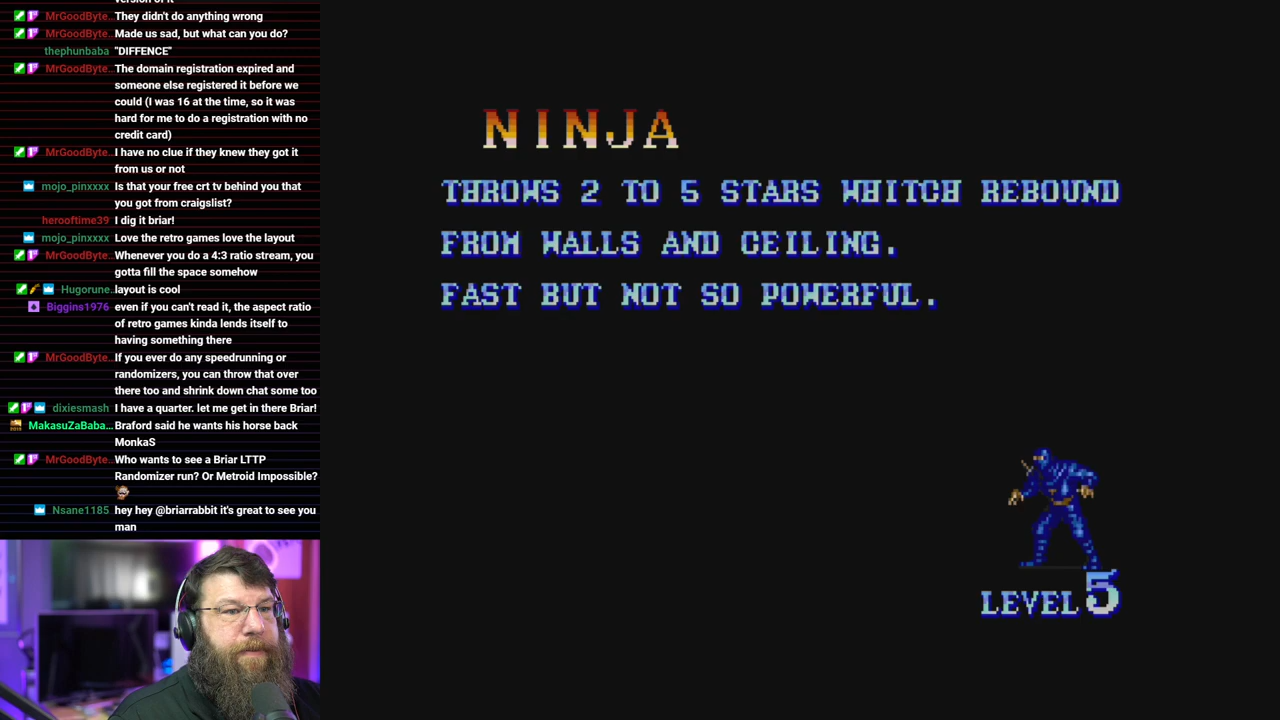 version of it
MrGoodByte... They didn't do anything wrong
MrGoodByte... Made us sad, but what can you do?
thephunbaba "DIFFENCE"
MrGoodByte... The domain registration expired and
someone else registered it before we
could (I was 16 at the time, so it was
hard for me to do a registration with no
credit card)
MrGoodByte... I have no clue if they knew they got it
from us or not
mojo_pinxxxx Is that your free crt tv behind you that
you got from craigslist?
herooftime39 I dig it briar!
mojo_pinxxxx Love the retro games love the layout
MrGoodByte... Whenever you do a 4:3 ratio stream, you
gotta fill the space somehow
Hugorune... layout is cool
Biggins1976 even if you can't read it, the aspect ratio
of retro games kinda lends itself to
having something there
MrGoodByte... If you ever do any speedrunning or
randomizers, you can throw that over
there too and shrink down chat some too
dixiesmash I have a quarter. let me get in there Briar!
MakasuZaBaba... Braford said he wants his horse back
MonkaS
MrGoodByte... Who wants to see a Briar LTTP
Randomizer run? Or Metroid Impossible?
Nsane1185 hey hey @briarrabbit it's great to see you
man
NINJA
THROWS 2 TO 5 STARS WHITCH REBOUND
FROM WALLS AND CEILING.
FAST BUT NOT SO POWERFUL.
LEVEL 5